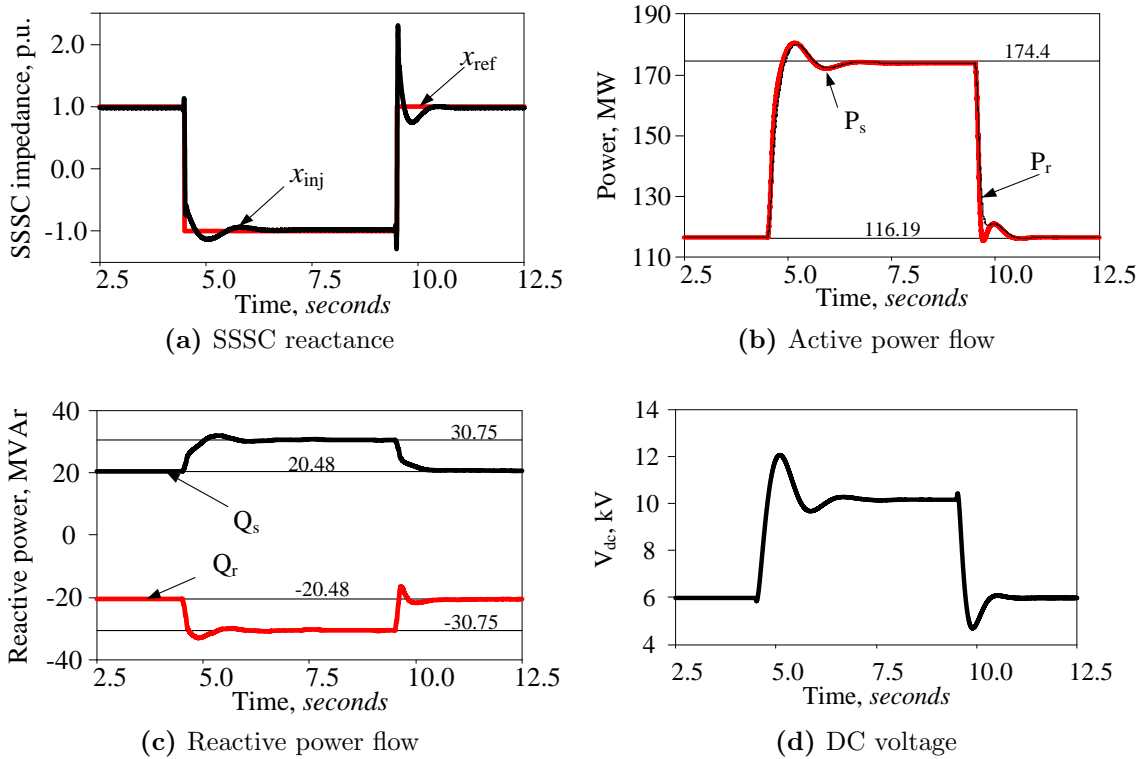 SSSC impedance, p.u.
2.0
1.0
0.0
-1.0
x_ref
x_inj
2.5 5.0 7.5 10.0 12.5
Time, seconds
(a) SSSC reactance
Power, MW
190
170
150
130
110
174.4
P_s
P_r
116.19
2.5 5.0 7.5 10.0 12.5
Time, seconds
(b) Active power flow
Reactive power, MVAr
40
20
0
-20
-40
30.75
20.48
Q_s
Q_r
-20.48
-30.75
2.5 5.0 7.5 10.0 12.5
Time, seconds
(c) Reactive power flow
V_dc, kV
14
12
10
8
6
4
2.5 5.0 7.5 10.0 12.5
Time, seconds
(d) DC voltage